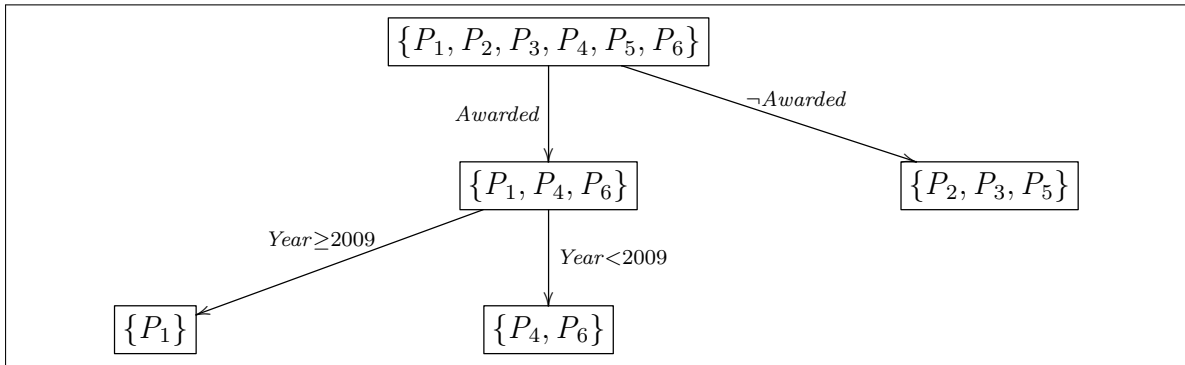 {P₁, P₂, P₃, P₄, P₅, P₆}
Awarded
¬Awarded
{P₁, P₄, P₆}
{P₂, P₃, P₅}
Year≥2009
Year<2009
{P₁}
{P₄, P₆}